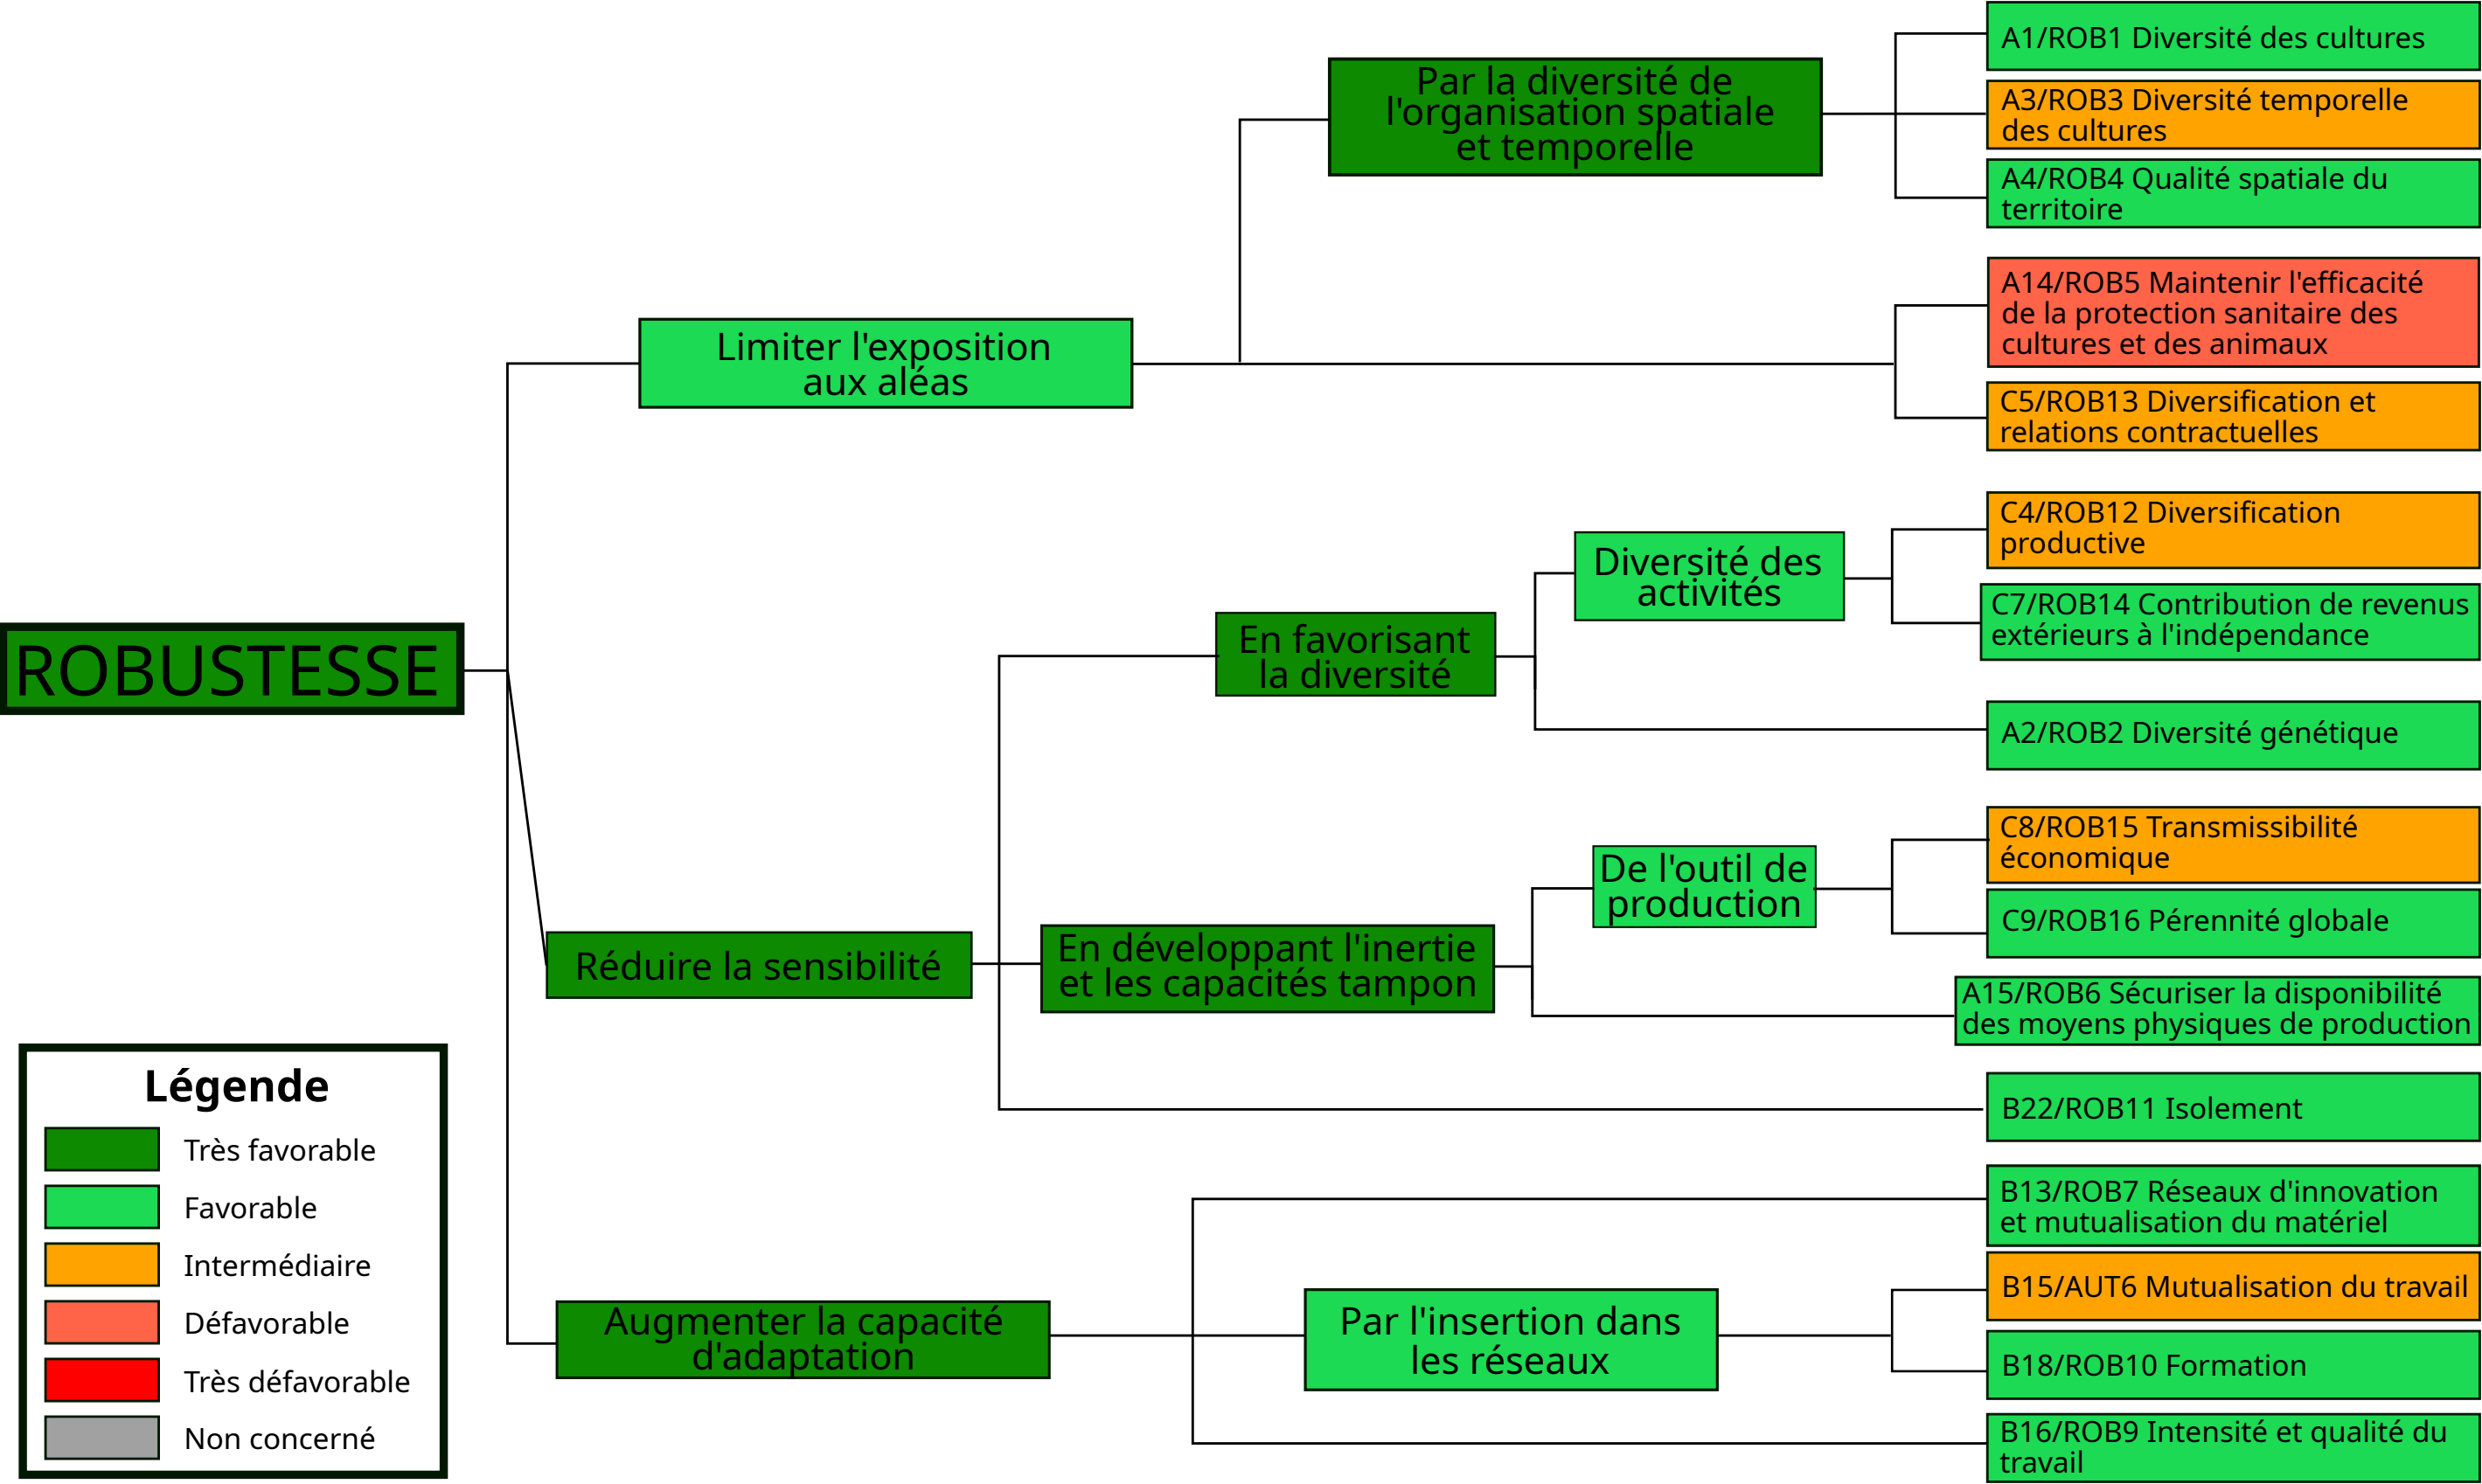 A1/ROB1 Diversité des cultures
Par la diversité de
l'organisation spatiale
et temporelle
A3/ROB3 Diversité temporelle
des cultures
A4/ROB4 Qualité spatiale du
territoire
A14/ROB5 Maintenir l'efficacité
de la protection sanitaire des
cultures et des animaux
Limiter l'exposition
aux aléas
C5/ROB13 Diversification et
relations contractuelles
C4/ROB12 Diversification
productive
Diversité des
activités
C7/ROB14 Contribution de revenus
extérieurs à l'indépendance
En favorisant
la diversité
ROBUSTESSE
A2/ROB2 Diversité génétique
C8/ROB15 Transmissibilité
économique
De l'outil de
production
C9/ROB16 Pérennité globale
Réduire la sensibilité
En développant l'inertie
et les capacités tampon
A15/ROB6 Sécuriser la disponibilité
des moyens physiques de production
B22/ROB11 Isolement
B13/ROB7 Réseaux d'innovation
et mutualisation du matériel
B15/AUT6 Mutualisation du travail
Augmenter la capacité
d'adaptation
Par l'insertion dans
les réseaux
B18/ROB10 Formation
B16/ROB9 Intensité et qualité du
travail
Légende
Très favorable
Favorable
Intermédiaire
Défavorable
Très défavorable
Non concerné